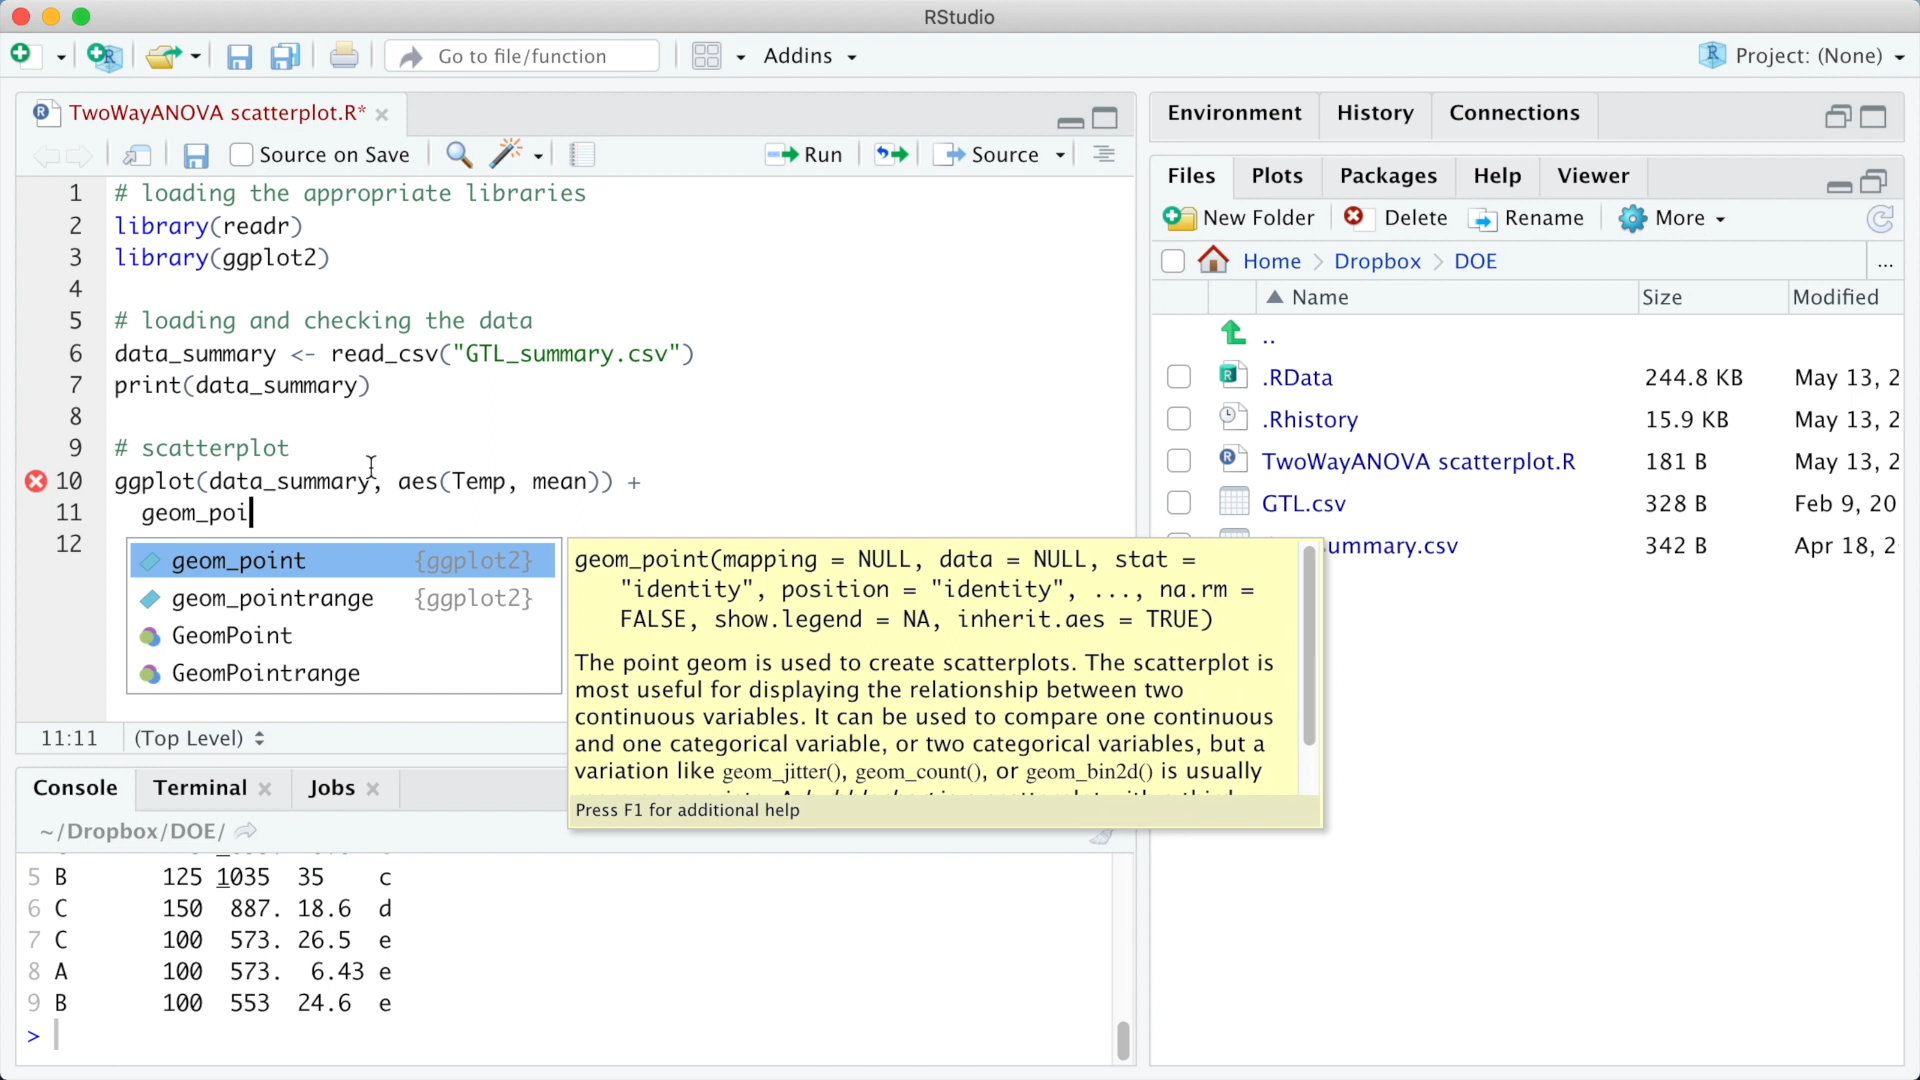 RStudio
Go to file/function
Addins
Project: (None)
TwoWayANOVA scatterplot.R*
Source on Save
Run
Source
1 # loading the appropriate libraries
2 library(readr)
3 library(ggplot2)
4
5 # loading and checking the data
6 data_summary <- read_csv("GTL_summary.csv")
7 print(data_summary)
8
9 # scatterplot
10 ggplot(data_summary, aes(Temp, mean)) +
11 geom_poi
12
geom_point {ggplot2}
geom_pointrange {ggplot2}
GeomPoint
GeomPointrange
geom_point(mapping = NULL, data = NULL, stat =
"identity", position = "identity", ..., na.rm =
FALSE, show.legend = NA, inherit.aes = TRUE)
The point geom is used to create scatterplots. The scatterplot is
most useful for displaying the relationship between two
continuous variables. It can be used to compare one continuous
and one categorical variable, or two categorical variables, but a
variation like geom_jitter(), geom_count(), or geom_bin2d() is usually
Press F1 for additional help
11:11 (Top Level)
Console Terminal Jobs
~/Dropbox/DOE/
5 B 125 1035 35 c
6 C 150 887. 18.6 d
7 C 100 573. 26.5 e
8 A 100 573. 6.43 e
9 B 100 553 24.6 e
>
Environment History Connections
Files Plots Packages Help Viewer
New Folder Delete Rename More
Home > Dropbox > DOE ...
Name Size Modified
..
.RData 244.8 KB May 13, 2
.Rhistory 15.9 KB May 13, 2
TwoWayANOVA scatterplot.R 181 B May 13, 2
GTL.csv 328 B Feb 9, 20
ummary.csv 342 B Apr 18, 2